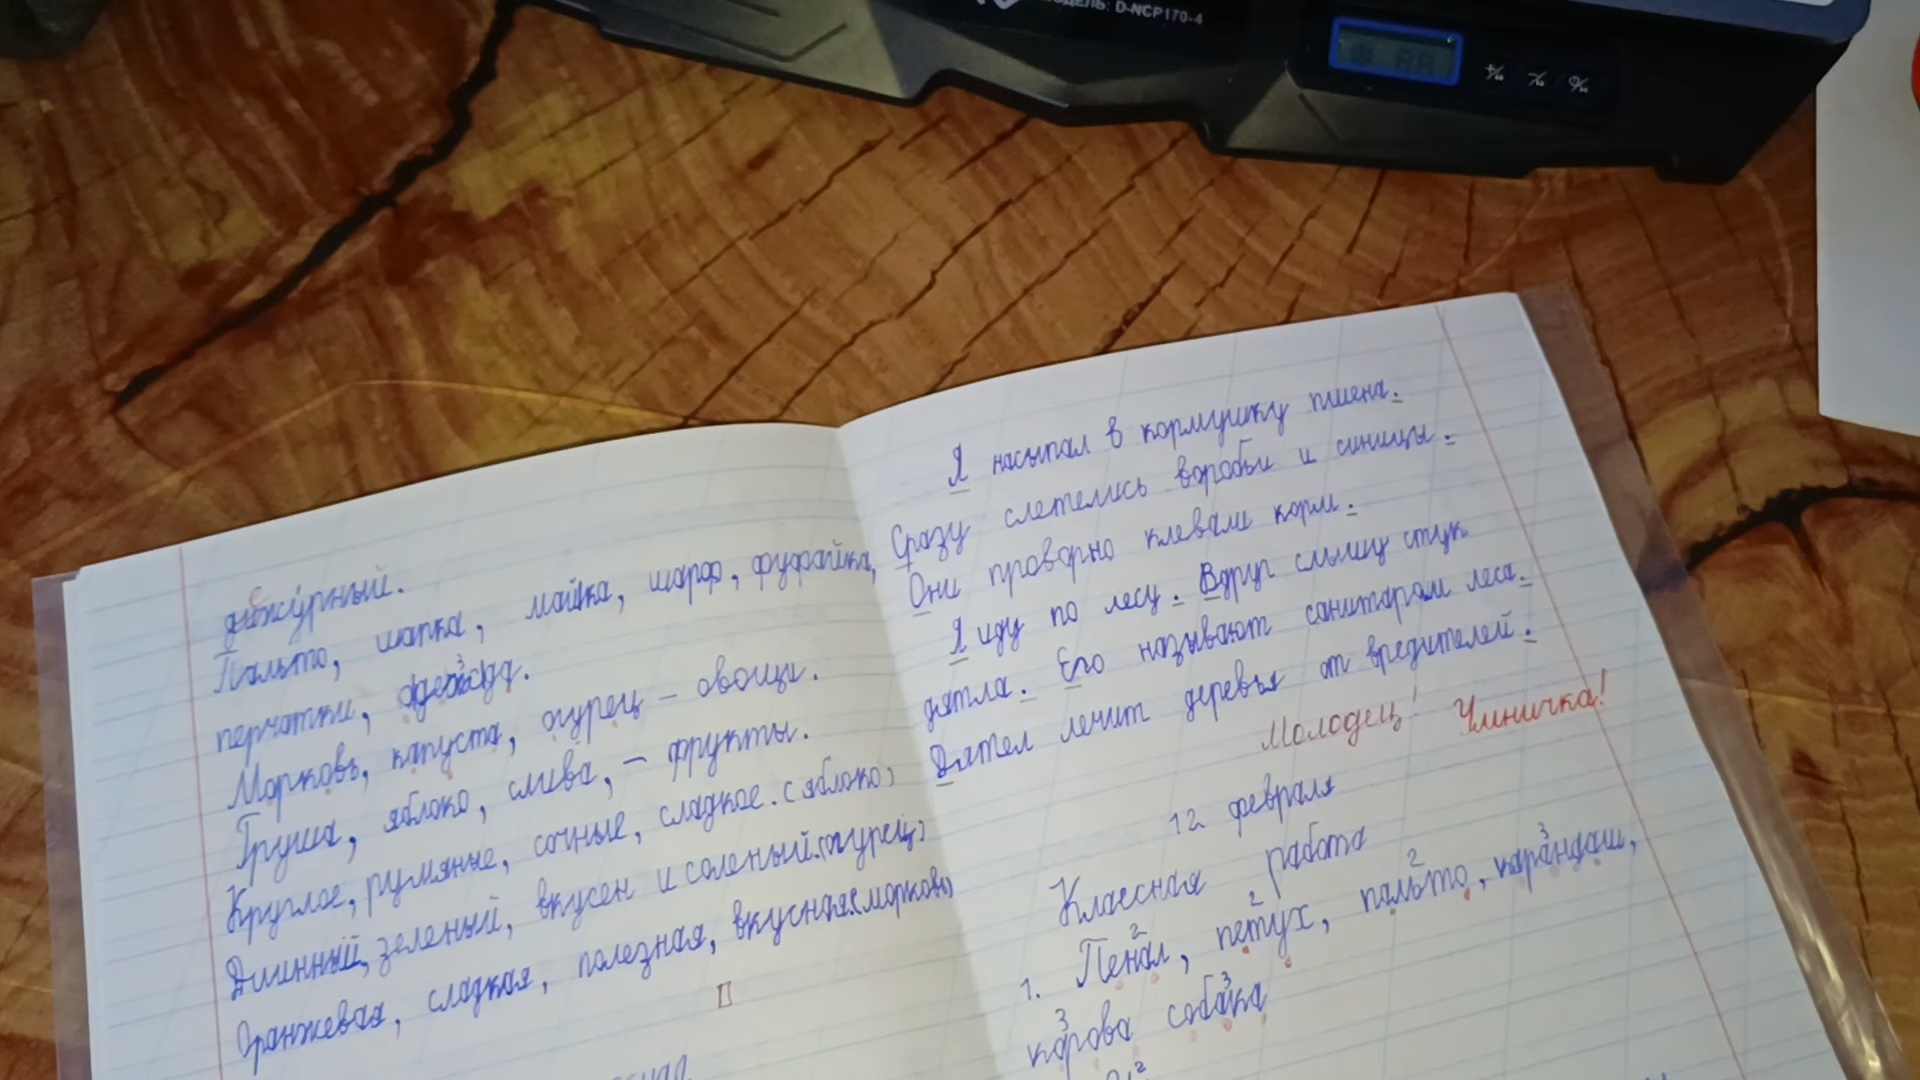 МОДЕЛЬ: D-NCP170-4
дежурный.
Пальто, шапка, майка, шарф, фуфайка,
перчатки,
Морковь, капуста, огурец – овощи.
Груша, яблоко, слива, – фрукты.
Круглое, румяные, сочные, сладкое. (яблоко)
Длинный, зеленый, вкусен и соленый. (огурец)
Оранжевая, сладкая, полезная, вкусная. (морковь)
Я насыпал в кормушку пшена.
Сразу слетелись воробьи и синицы.
Они проворно клевали корм.
Я иду по лесу. Вдруг слышу стук
дятла. Его называют санитаром леса.
Дятел лечит деревья от вредителей.
Молодец! Умничка!
12 февраля
Классная работа
1. Пенал, петух, пальто, карандаш,
корова собака